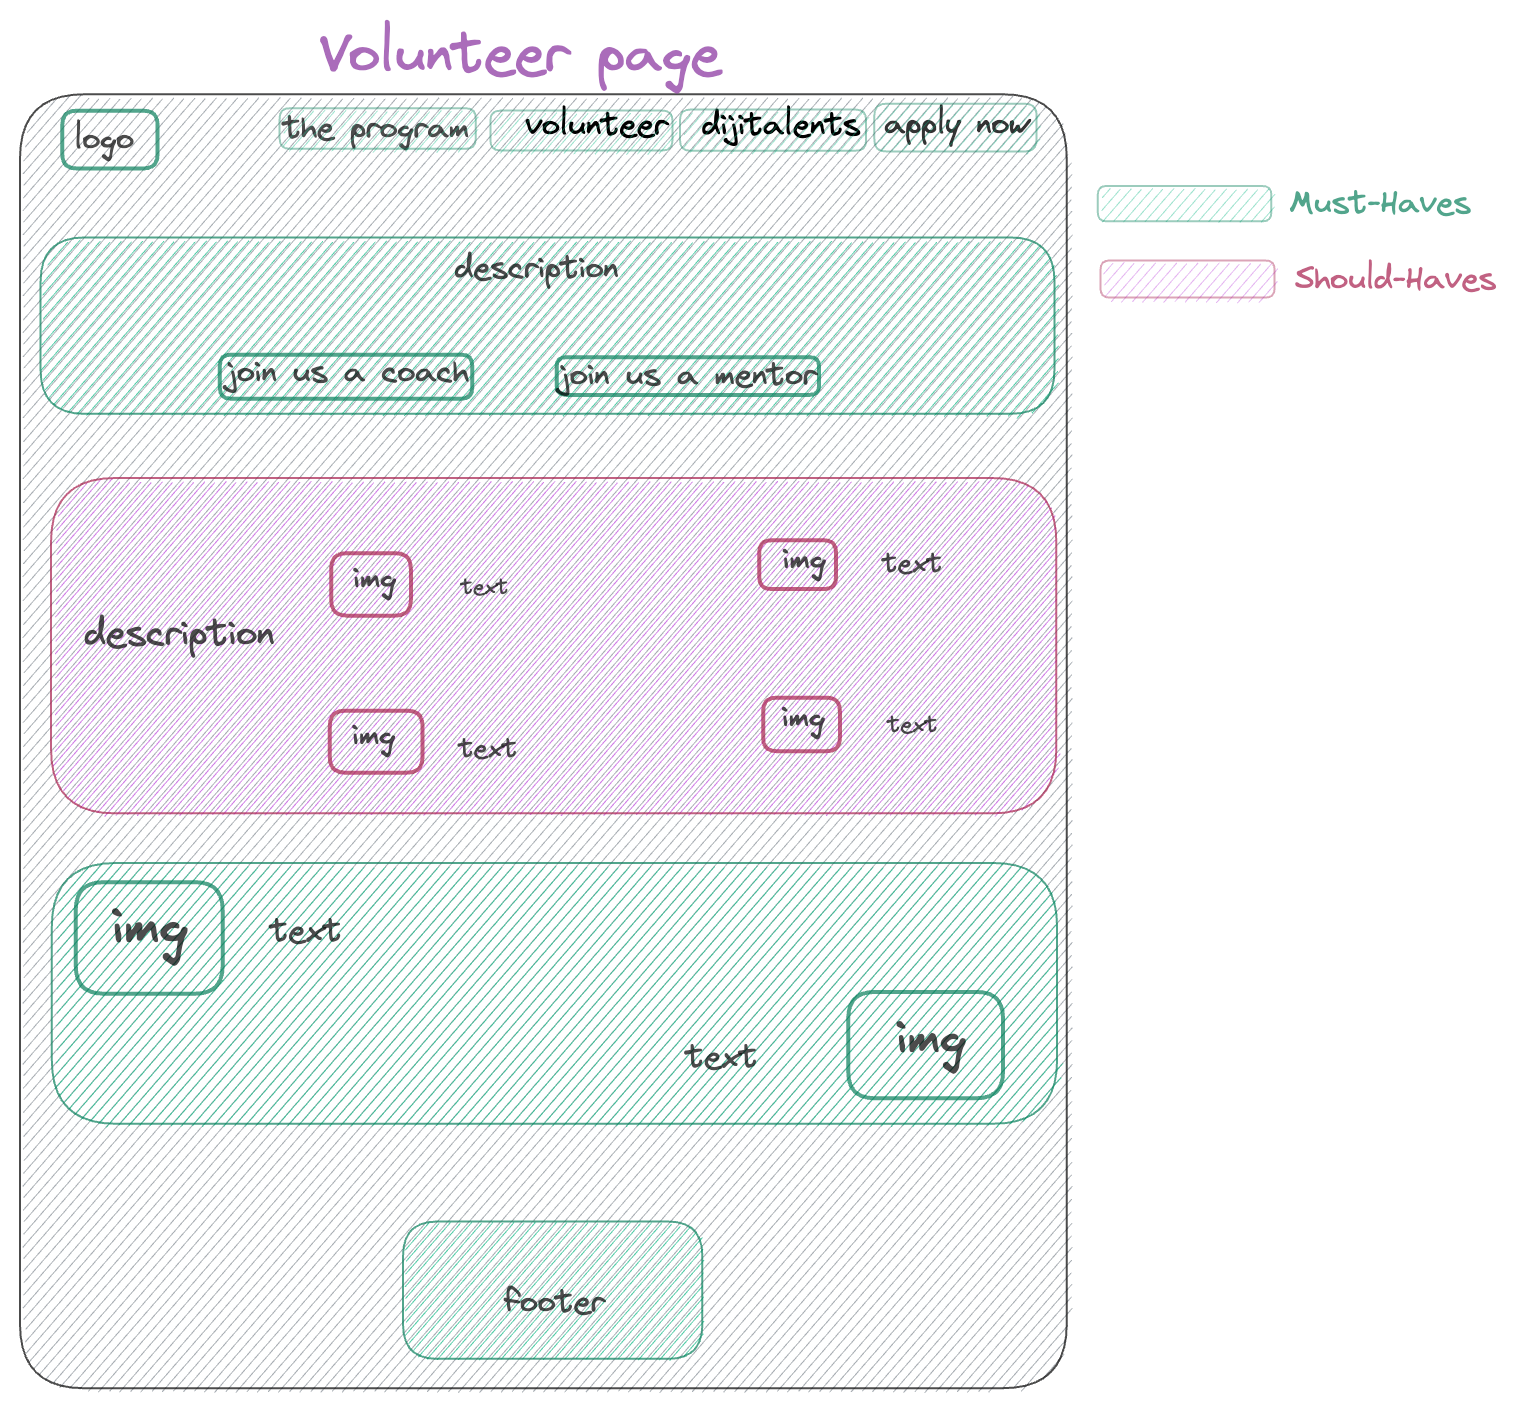 Volunteer page
logo
the program
volunteer
dijitalents
apply now
Must-Haves
Should-Haves
description
join us a coach
join us a mentor
img
text
img
text
description
img
text
img
text
img
text
text
img
footer